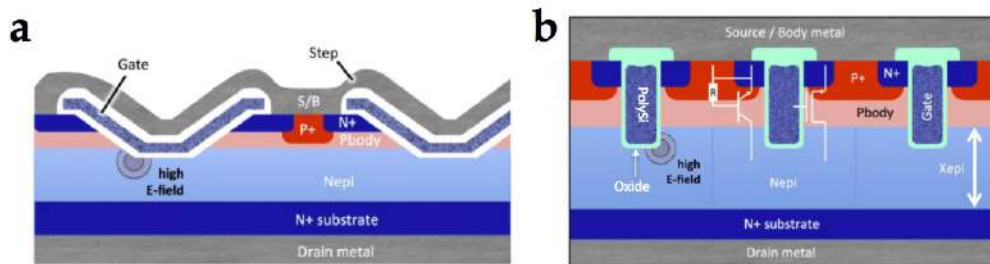 a
Gate
Step
S/B
P+
N+
Pbody
high
E-field
Nepi
N+ substrate
Drain metal
b
Source / Body metal
PolySi
R
P+
N+
Gate
Pbody
high
E-field
Oxide
Nepi
Xepi
N+ substrate
Drain metal